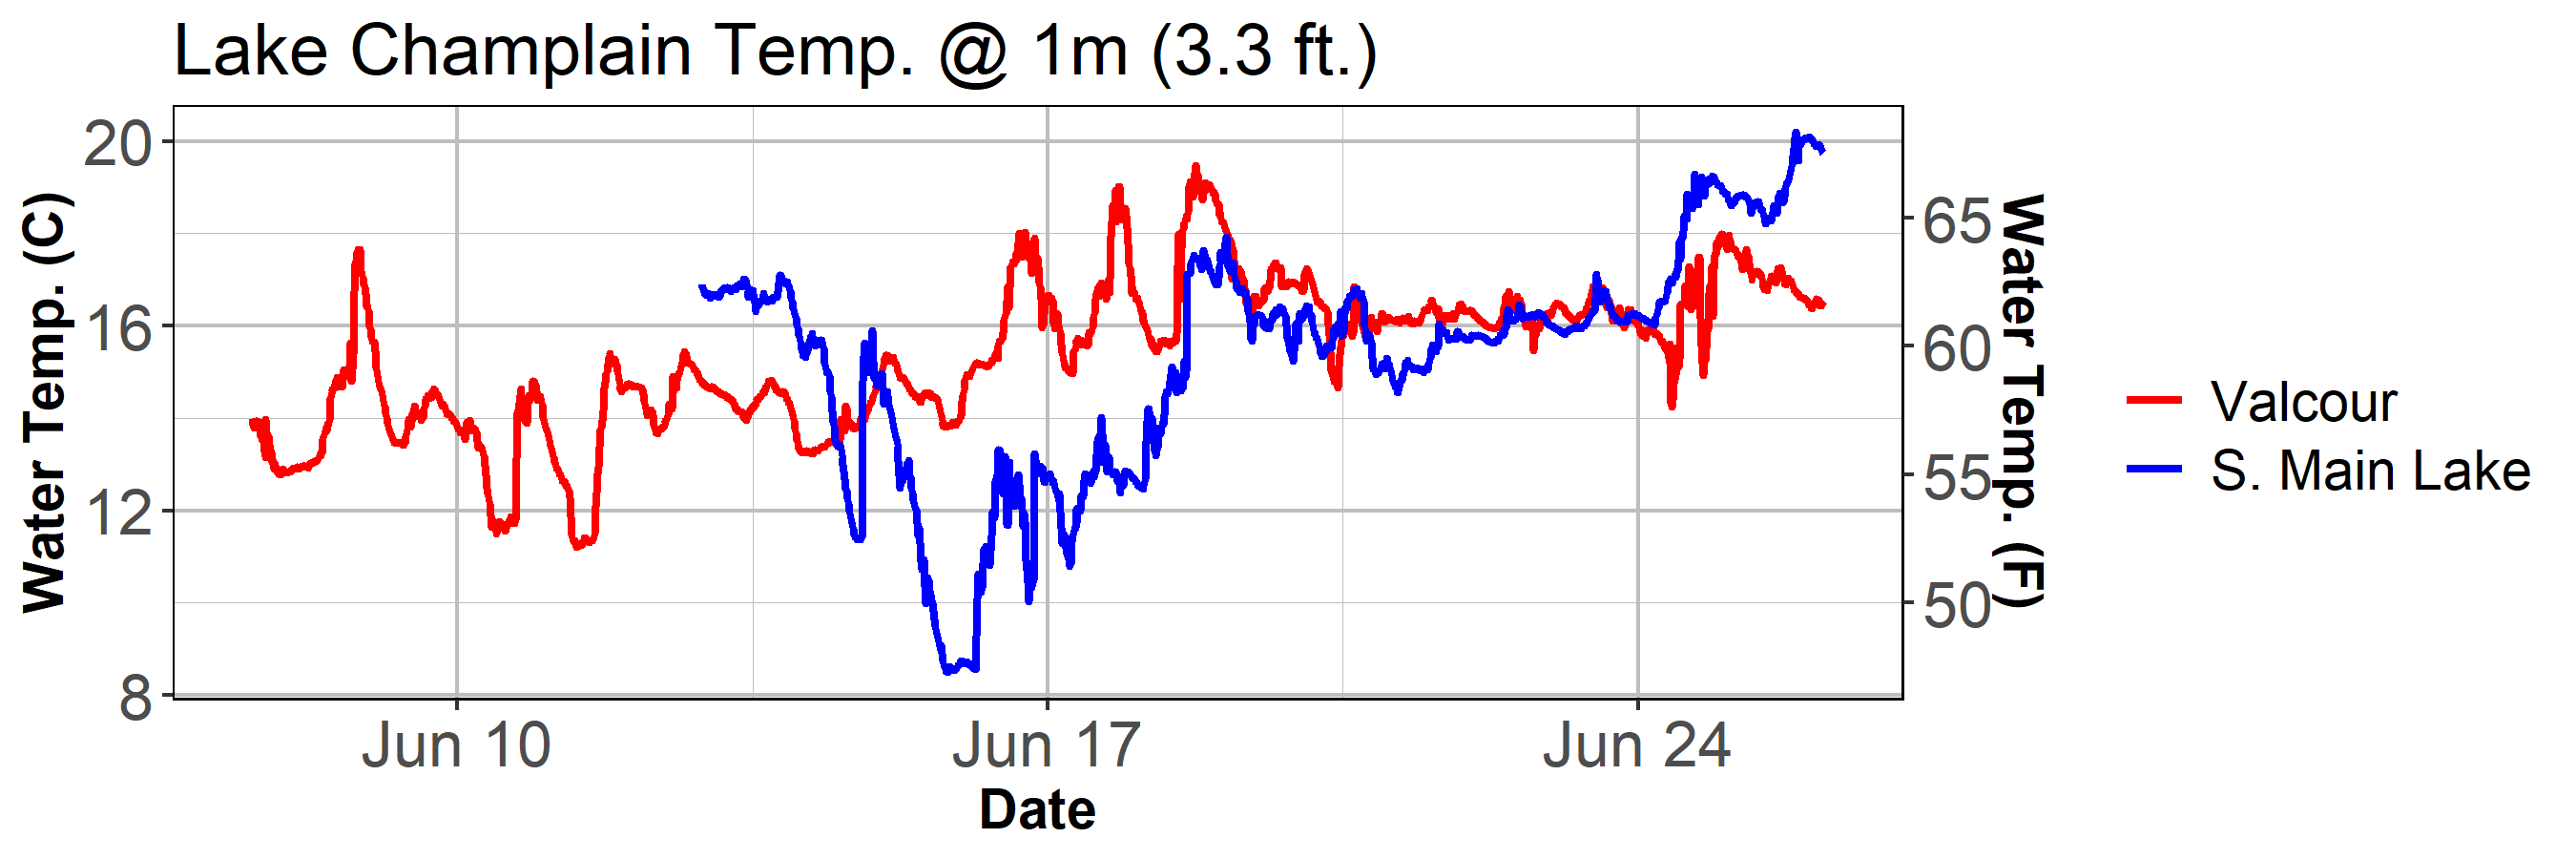 Lake Champlain Temp. @ 1m (3.3 ft.)
Water Temp. (C)
20
16
12
8
65
60
55
50
Water Temp. (F)
Jun 10
Jun 17
Jun 24
Date
Valcour
S. Main Lake